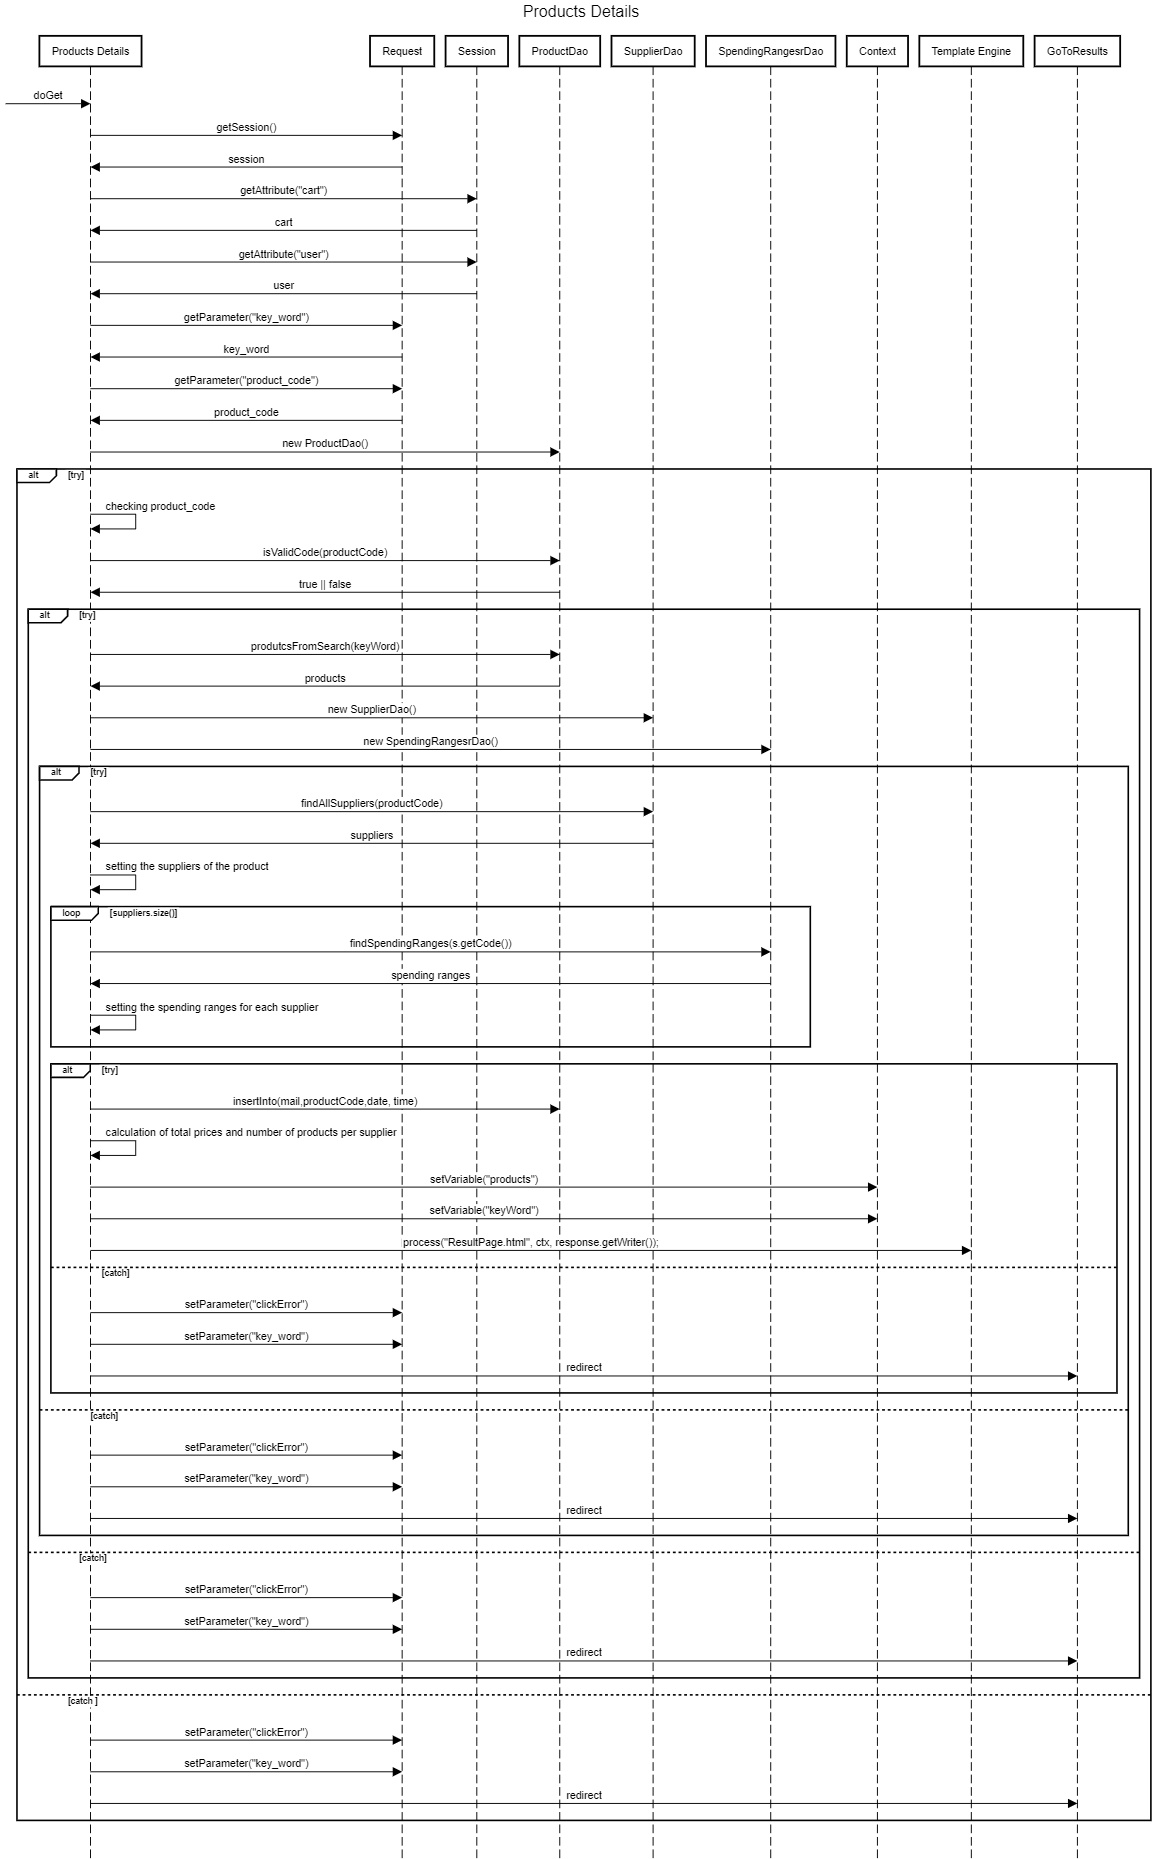 Products Details
Products Details
Request
Session
ProductDao
SupplierDao
SpendingRangesrDao
Context
Template Engine
GoToResults
doGet
getSession()
session
getAttribute("cart")
cart
getAttribute("user")
user
getParameter("key_word")
key_word
getParameter("product_code")
product_code
new ProductDao()
alt [try]
checking product_code
isValidCode(productCode)
true || false
alt [try]
produtcsFromSearch(keyWord)
products
new SupplierDao()
new SpendingRangesrDao()
alt [try]
findAllSuppliers(productCode)
suppliers
setting the suppliers of the product
loop [suppliers.size()]
findSpendingRanges(s.getCode())
spending ranges
setting the spending ranges for each supplier
alt [try]
insertInto(mail,productCode,date, time)
calculation of total prices and number of products per supplier
setVariable("products")
setVariable("keyWord")
process("ResultPage.html", ctx, response.getWriter());
[catch]
setParameter("clickError")
setParameter("key_word")
redirect
[catch]
setParameter("clickError")
setParameter("key_word")
redirect
[catch]
setParameter("clickError")
setParameter("key_word")
redirect
[catch ]
setParameter("clickError")
setParameter("key_word")
redirect